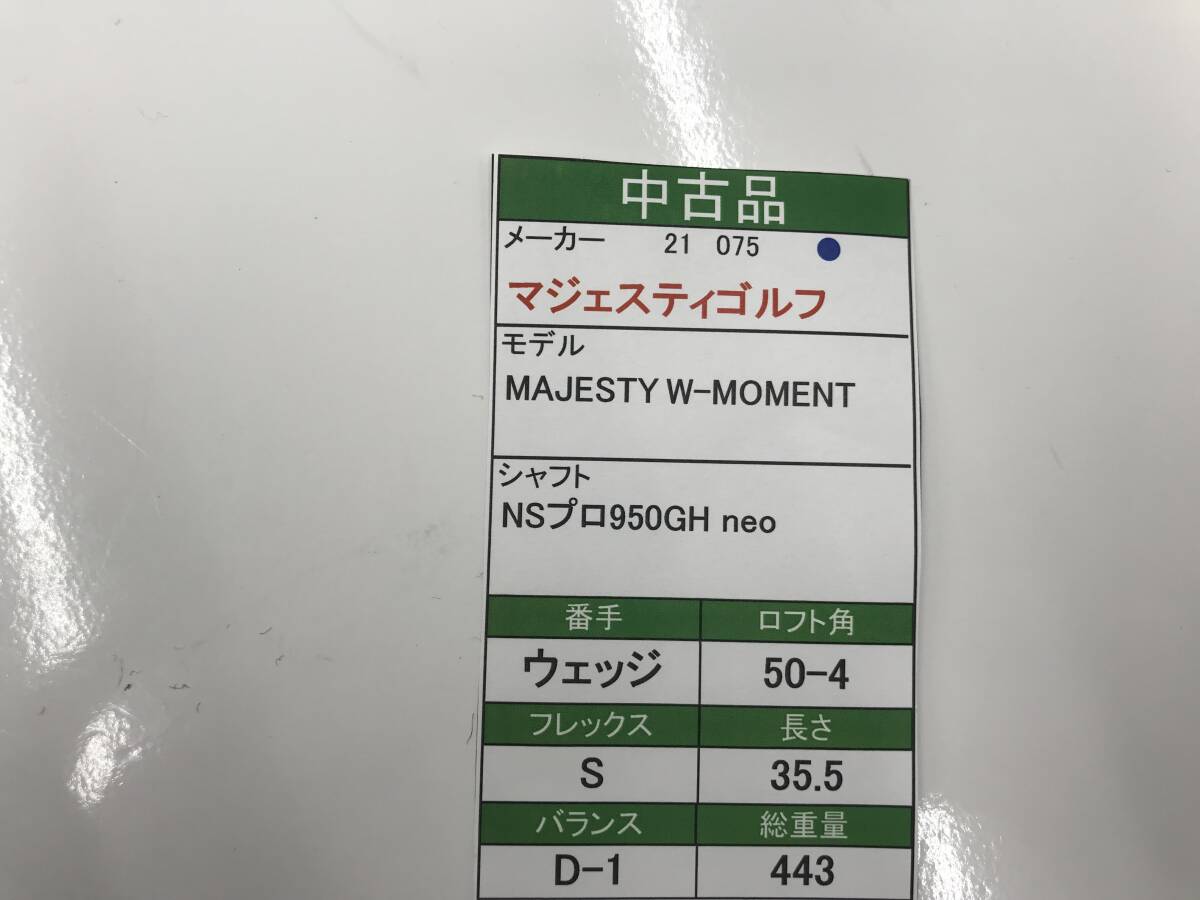 中古品
メーカー 21 075
マジェスティゴルフ
モデル
MAJESTY W-MOMENT
シャフト
NSプロ950GH neo
番手 ロフト角
ウェッジ 50-4
フレックス 長さ
S 35.5
バランス 総重量
D-1 443